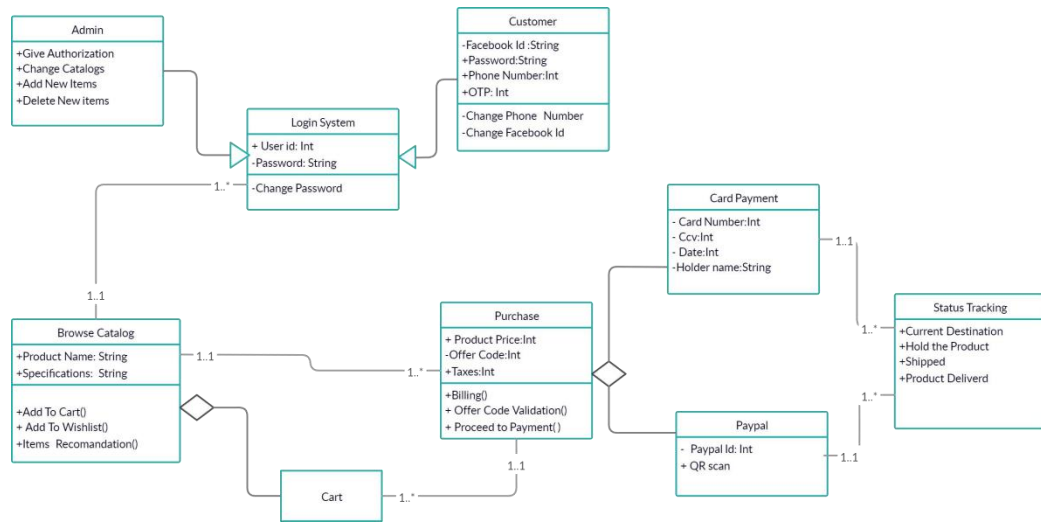 Admin
+Give Authorization
+Change Catalogs
+Add New Items
+Delete New items
Customer
-Facebook Id :String
+Password:String
+Phone Number:Int
+OTP: Int
-Change Phone Number
-Change Facebook Id
Login System
+ User id: Int
-Password: String
-Change Password
1..*
1..1
Card Payment
- Card Number:Int
- Ccv:Int
- Date:Int
-Holder name:String
1..1
1..*
Status Tracking
+Current Destination
+Hold the Product
+Shipped
+Product Deliverd
1..*
1..1
Browse Catalog
+Product Name: String
+Specifications: String
+Add To Cart()
+ Add To Wishlist()
+Items Recomandation()
1..1
1..*
Purchase
+ Product Price:Int
-Offer Code:Int
+Taxes:Int
+Billing()
+ Offer Code Validation()
+ Proceed to Payment()
1..1
1..*
Paypal
- Paypal Id: Int
+ QR scan
Cart